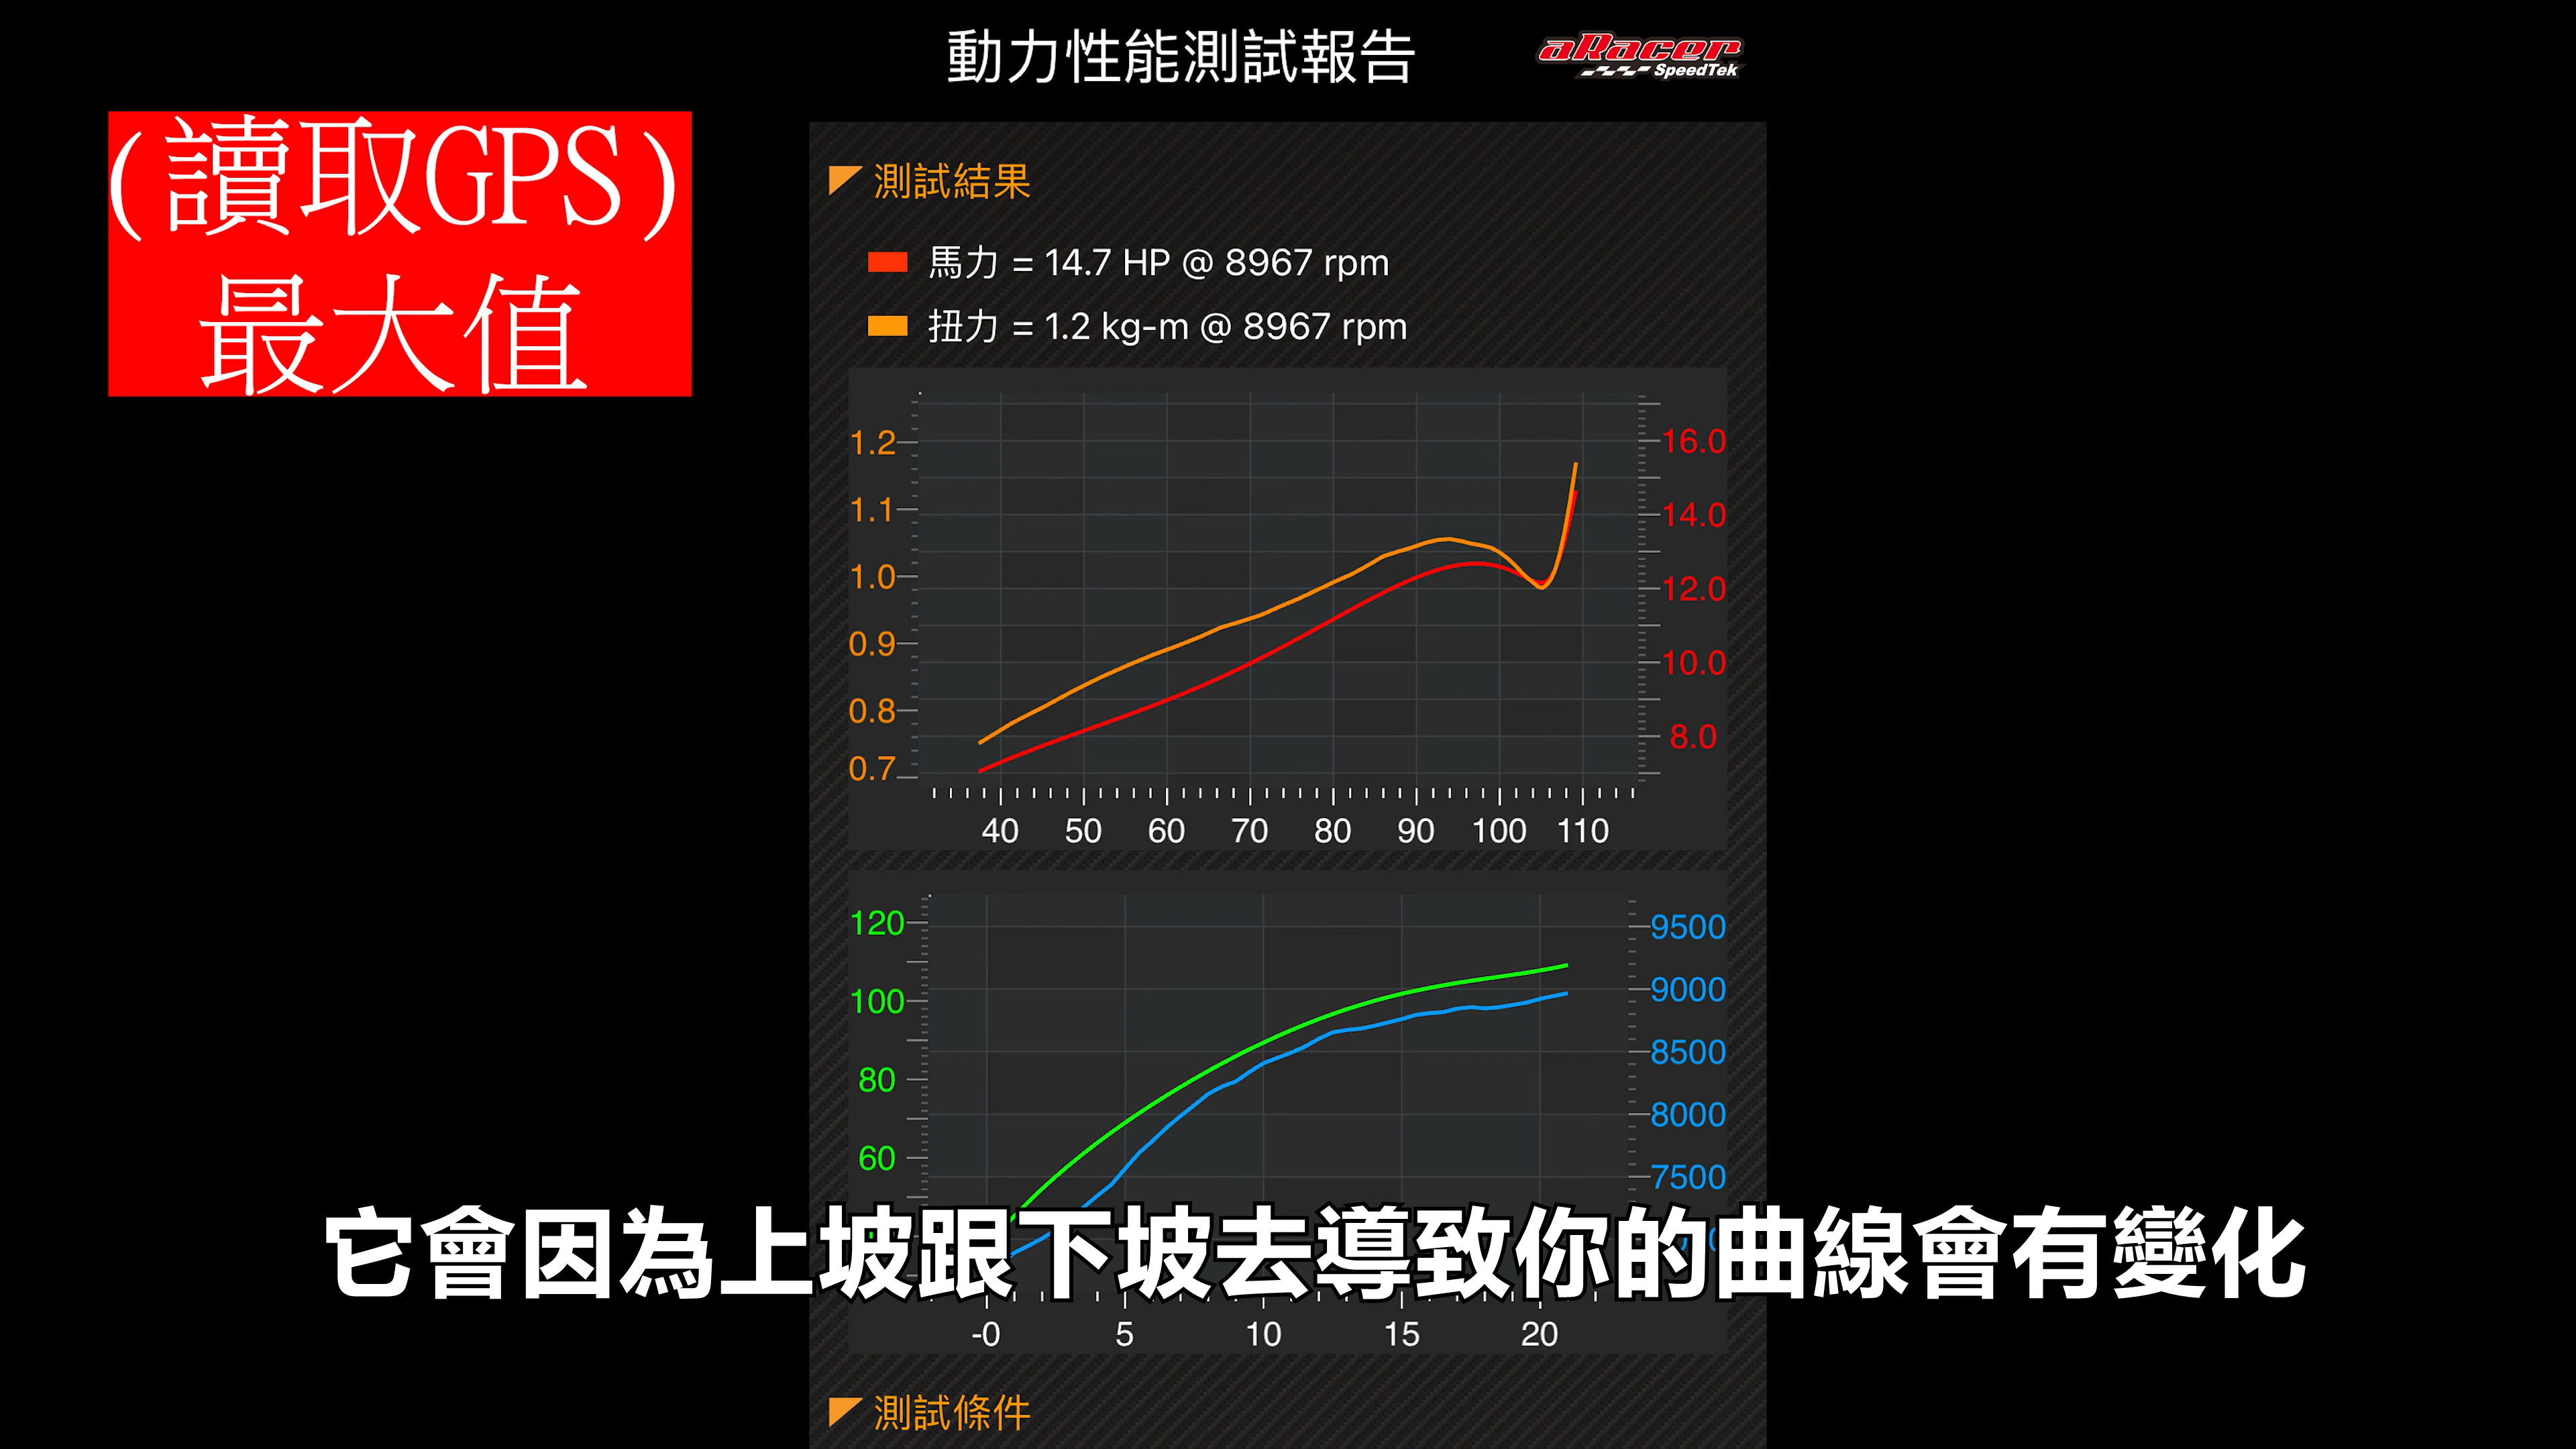 動力性能測試報告
aRacer
SpeedTek
(讀取GPS)
最大值
測試結果
馬力 = 14.7 HP @ 8967 rpm
扭力 = 1.2 kg-m @ 8967 rpm
1.2
1.1
1.0
0.9
0.8
0.7
16.0
14.0
12.0
10.0
8.0
40 50 60 70 80 90 100 110
120
100
80
60
9500
9000
8500
8000
7500
它會因為上坡跟下坡去導致你的曲線會有變化
-0 5 10 15 20
測試條件